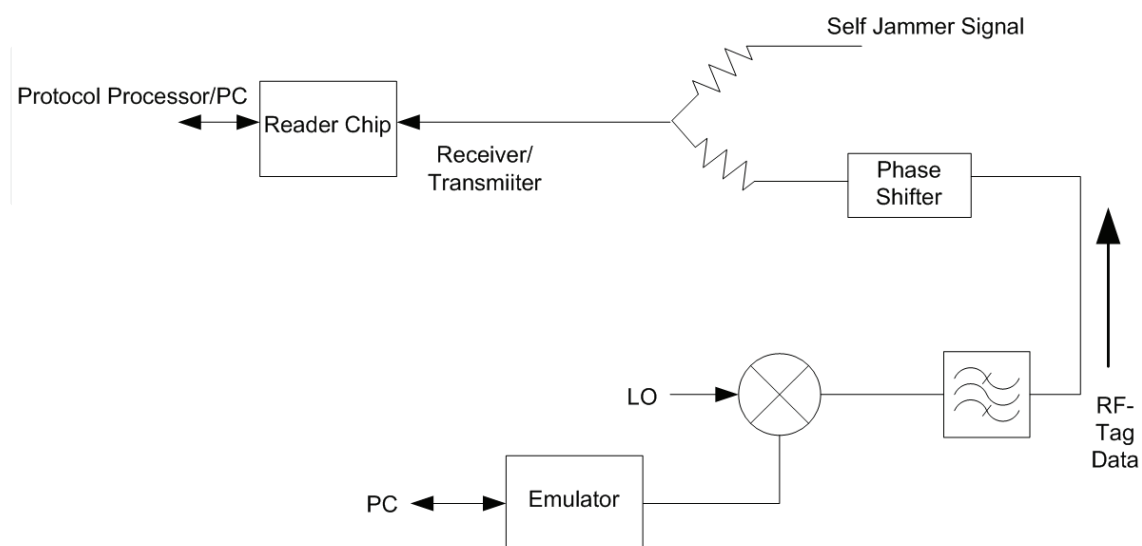 Self Jammer Signal
Protocol Processor/PC
Reader Chip
Receiver/
Transmiiter
Phase
Shifter
LO
RF-
Tag
Data
PC
Emulator